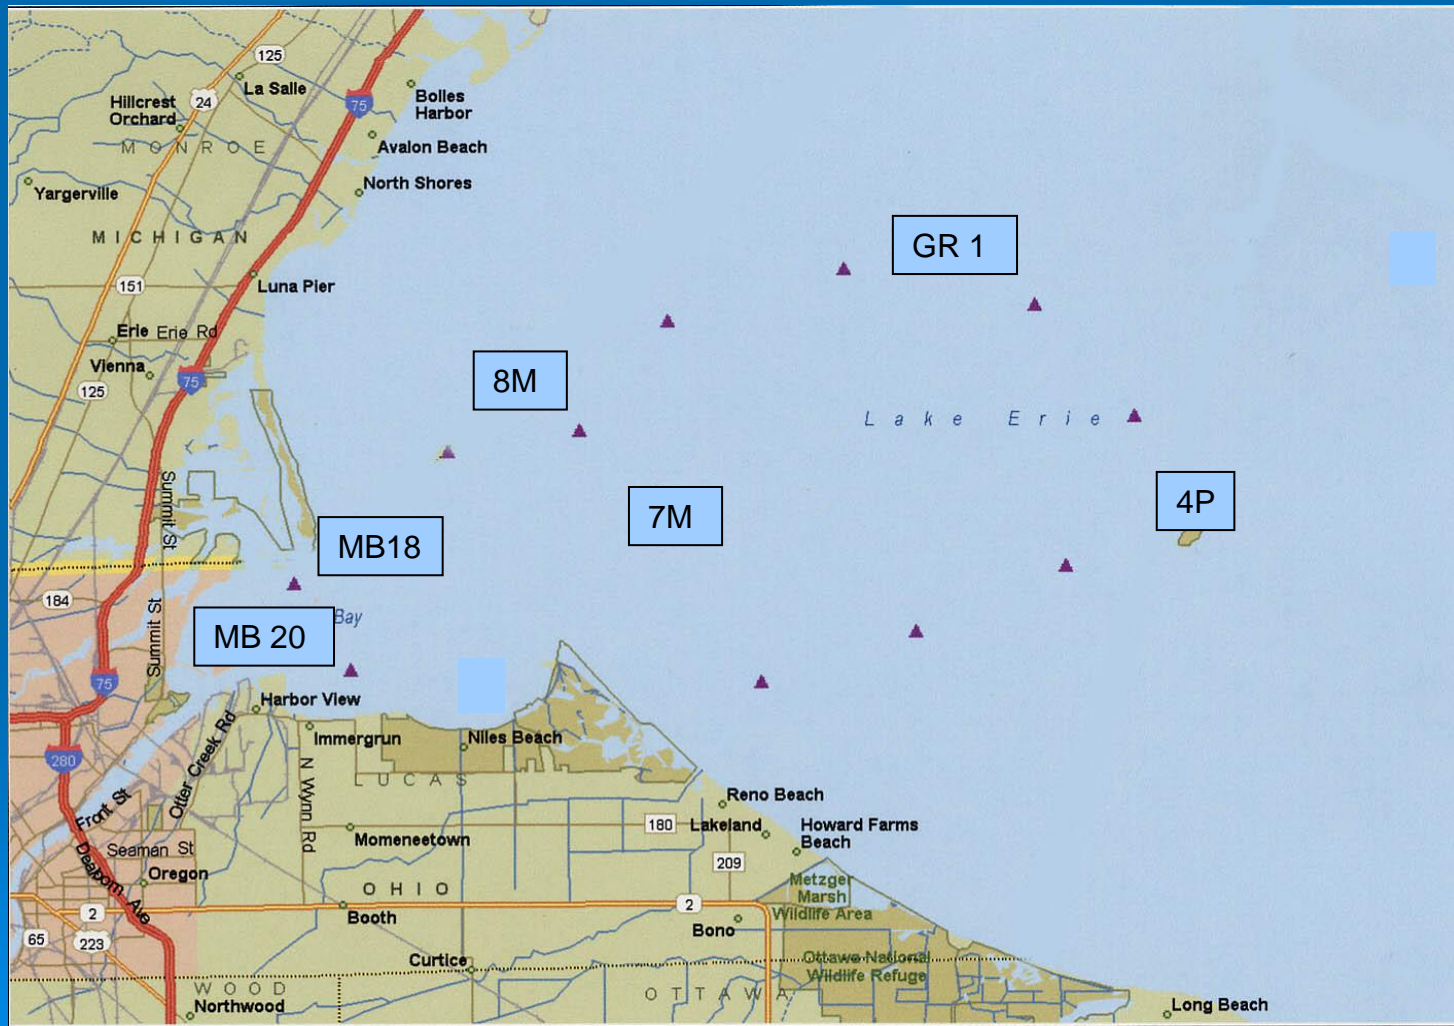 125
La Salle
24
Hillcrest
Orchard
75
Bolles
Harbor
MONROE
Avalon Beach
Yargerville
North Shores
MICHIGAN
GR 1
151
Luna Pier
Erie
Erie Rd
Vienna
75
125
8M
Lake Erie
Summit St
7M
4P
MB18
184
Summit St
Bay
MB 20
75
Harbor View
Immergrun
Niles Beach
280
Otter Creek Rd
N Wynn Rd
LUCAS
Front St
Reno Beach
180
Lakeland
Howard Farms
Beach
Momeneetown
Seaman St
209
Dearborn Ave
Oregon
OHIO
Metzger
Marsh
Wildlife Area
2
Booth
2
Bono
65
223
Curtice
Ottawa National
Wildlife Refuge
WOOD
OTTAWA
Northwood
Long Beach